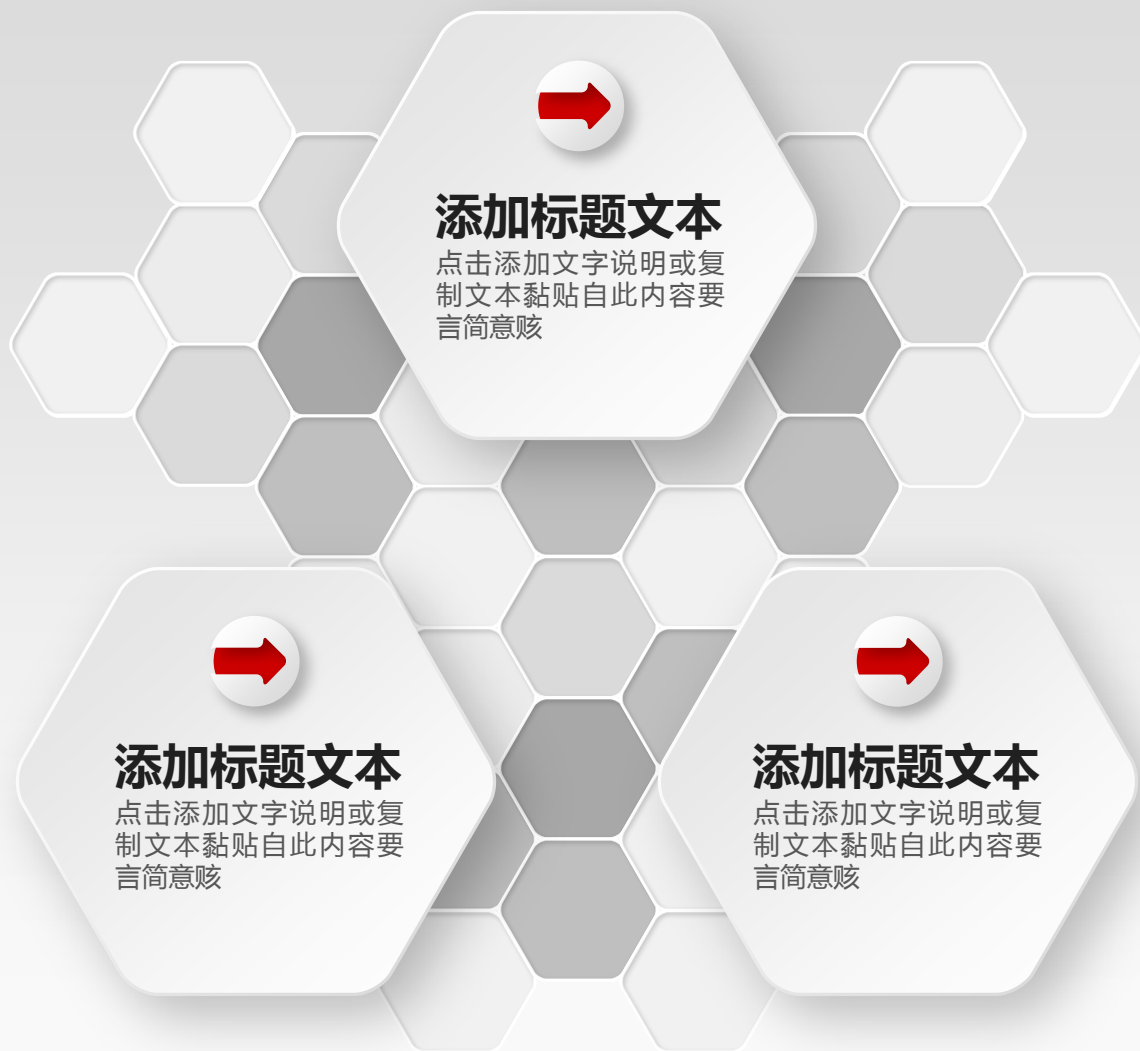 添加标题文本
点击添加文字说明或复
制文本黏贴自此内容要
言简意赅
添加标题文本
点击添加文字说明或复
制文本黏贴自此内容要
言简意赅
添加标题文本
点击添加文字说明或复
制文本黏贴自此内容要
言简意赅